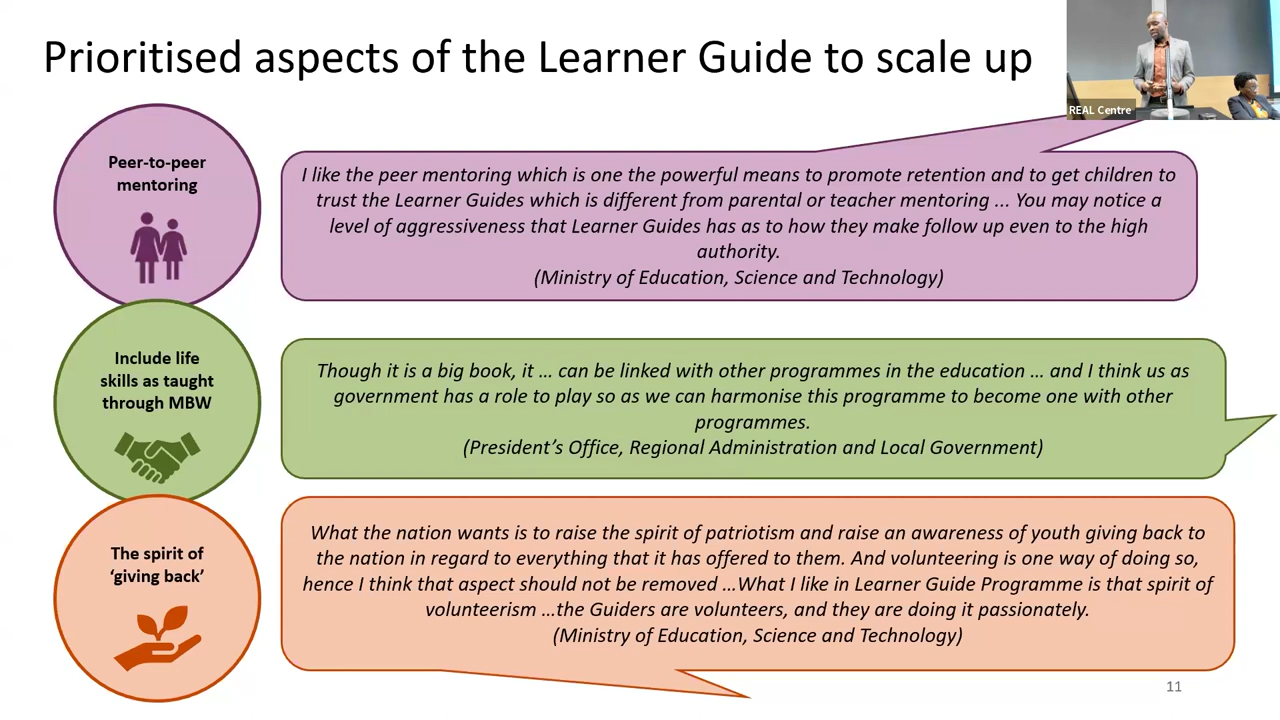 Prioritised aspects of the Learner Guide to scale up
REAL Centre
Peer-to-peer
mentoring
I like the peer mentoring which is one the powerful means to promote retention and to get children to
trust the Learner Guides which is different from parental or teacher mentoring ... You may notice a
level of aggressiveness that Learner Guides has as to how they make follow up even to the high
authority.
(Ministry of Education, Science and Technology)
Include life
skills as taught
through MBW
Though it is a big book, it … can be linked with other programmes in the education … and I think us as
government has a role to play so as we can harmonise this programme to become one with other
programmes.
(President’s Office, Regional Administration and Local Government)
The spirit of
‘giving back’
What the nation wants is to raise the spirit of patriotism and raise an awareness of youth giving back to
the nation in regard to everything that it has offered to them. And volunteering is one way of doing so,
hence I think that aspect should not be removed …What I like in Learner Guide Programme is that spirit of
volunteerism …the Guiders are volunteers, and they are doing it passionately.
(Ministry of Education, Science and Technology)
11